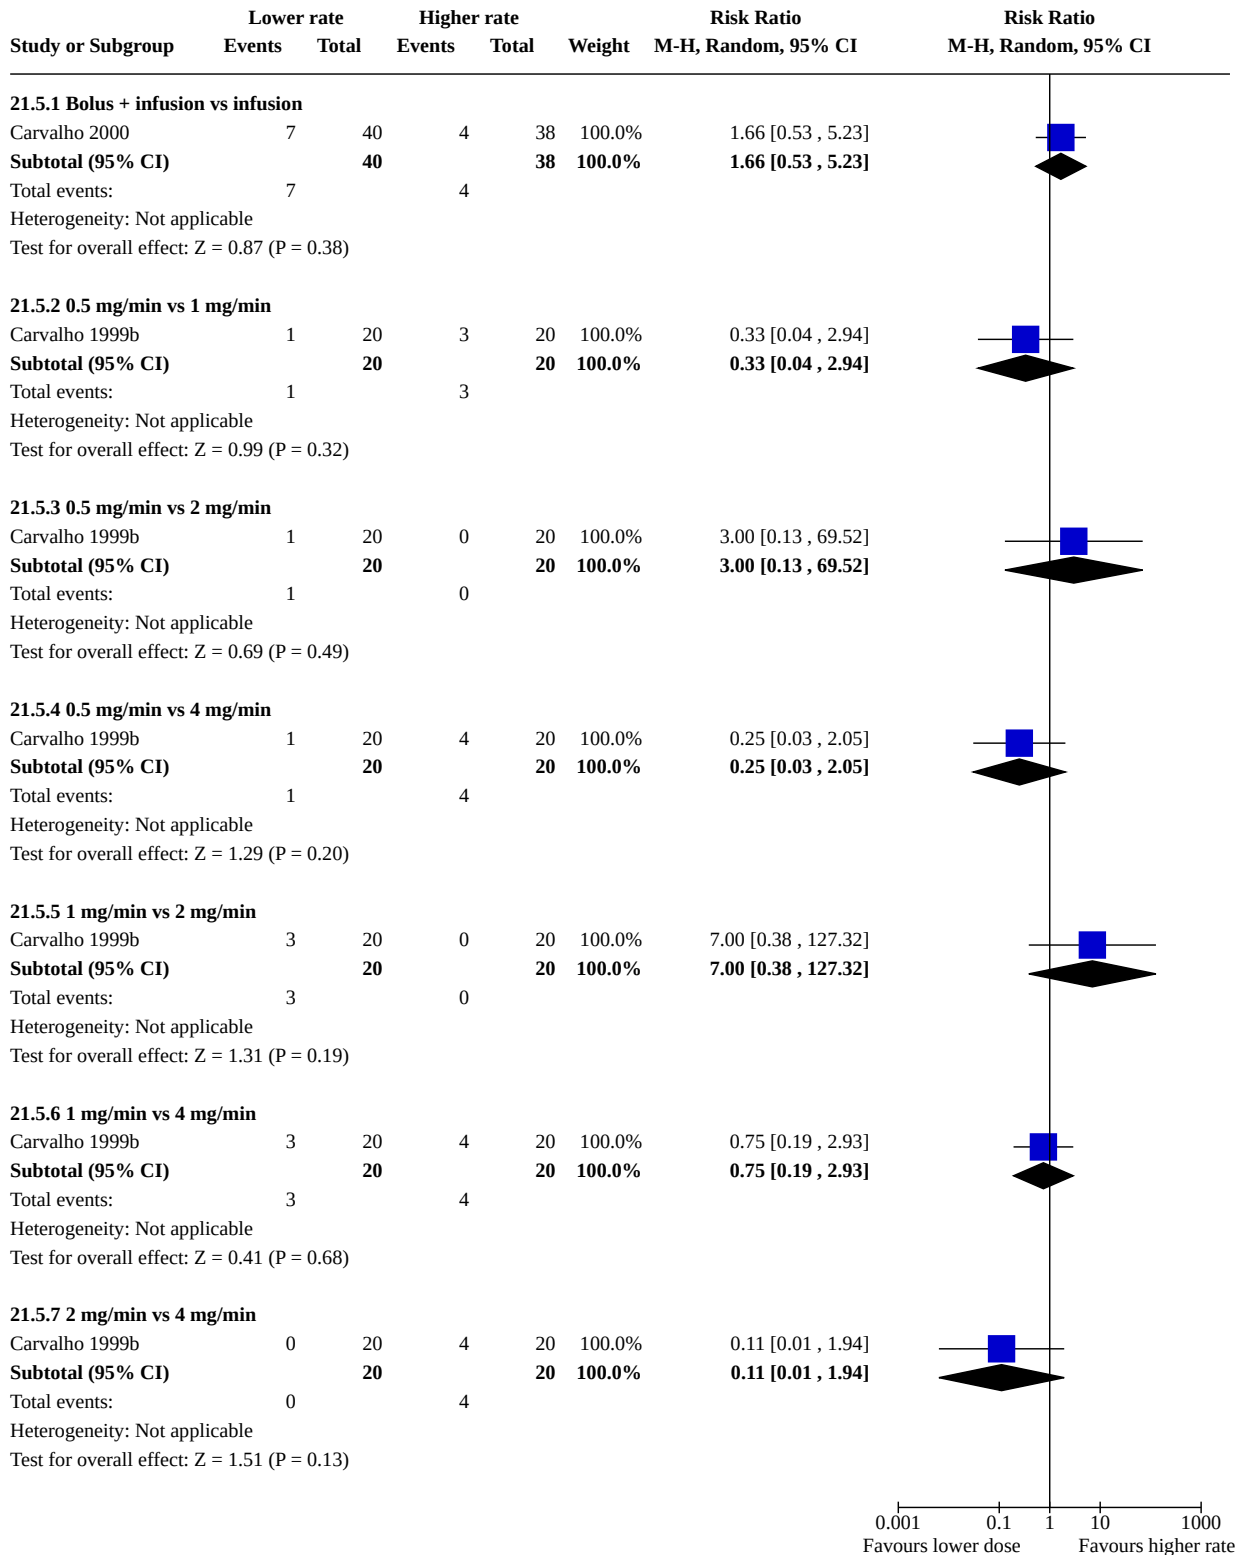 Lower rate Higher rate Risk Ratio Risk Ratio
Study or Subgroup Events Total Events Total Weight M-H, Random, 95% CI M-H, Random, 95% CI
21.5.1 Bolus + infusion vs infusion
Carvalho 2000 7 40 4 38 100.0% 1.66 [0.53 , 5.23]
Subtotal (95% CI) 40 38 100.0% 1.66 [0.53 , 5.23]
Total events: 7 4
Heterogeneity: Not applicable
Test for overall effect: Z = 0.87 (P = 0.38)
21.5.2 0.5 mg/min vs 1 mg/min
Carvalho 1999b 1 20 3 20 100.0% 0.33 [0.04 , 2.94]
Subtotal (95% CI) 20 20 100.0% 0.33 [0.04 , 2.94]
Total events: 1 3
Heterogeneity: Not applicable
Test for overall effect: Z = 0.99 (P = 0.32)
21.5.3 0.5 mg/min vs 2 mg/min
Carvalho 1999b 1 20 0 20 100.0% 3.00 [0.13 , 69.52]
Subtotal (95% CI) 20 20 100.0% 3.00 [0.13 , 69.52]
Total events: 1 0
Heterogeneity: Not applicable
Test for overall effect: Z = 0.69 (P = 0.49)
21.5.4 0.5 mg/min vs 4 mg/min
Carvalho 1999b 1 20 4 20 100.0% 0.25 [0.03 , 2.05]
Subtotal (95% CI) 20 20 100.0% 0.25 [0.03 , 2.05]
Total events: 1 4
Heterogeneity: Not applicable
Test for overall effect: Z = 1.29 (P = 0.20)
21.5.5 1 mg/min vs 2 mg/min
Carvalho 1999b 3 20 0 20 100.0% 7.00 [0.38 , 127.32]
Subtotal (95% CI) 20 20 100.0% 7.00 [0.38 , 127.32]
Total events: 3 0
Heterogeneity: Not applicable
Test for overall effect: Z = 1.31 (P = 0.19)
21.5.6 1 mg/min vs 4 mg/min
Carvalho 1999b 3 20 4 20 100.0% 0.75 [0.19 , 2.93]
Subtotal (95% CI) 20 20 100.0% 0.75 [0.19 , 2.93]
Total events: 3 4
Heterogeneity: Not applicable
Test for overall effect: Z = 0.41 (P = 0.68)
21.5.7 2 mg/min vs 4 mg/min
Carvalho 1999b 0 20 4 20 100.0% 0.11 [0.01 , 1.94]
Subtotal (95% CI) 20 20 100.0% 0.11 [0.01 , 1.94]
Total events: 0 4
Heterogeneity: Not applicable
Test for overall effect: Z = 1.51 (P = 0.13)
0.001 0.1 1 10 1000
Favours lower dose Favours higher rate